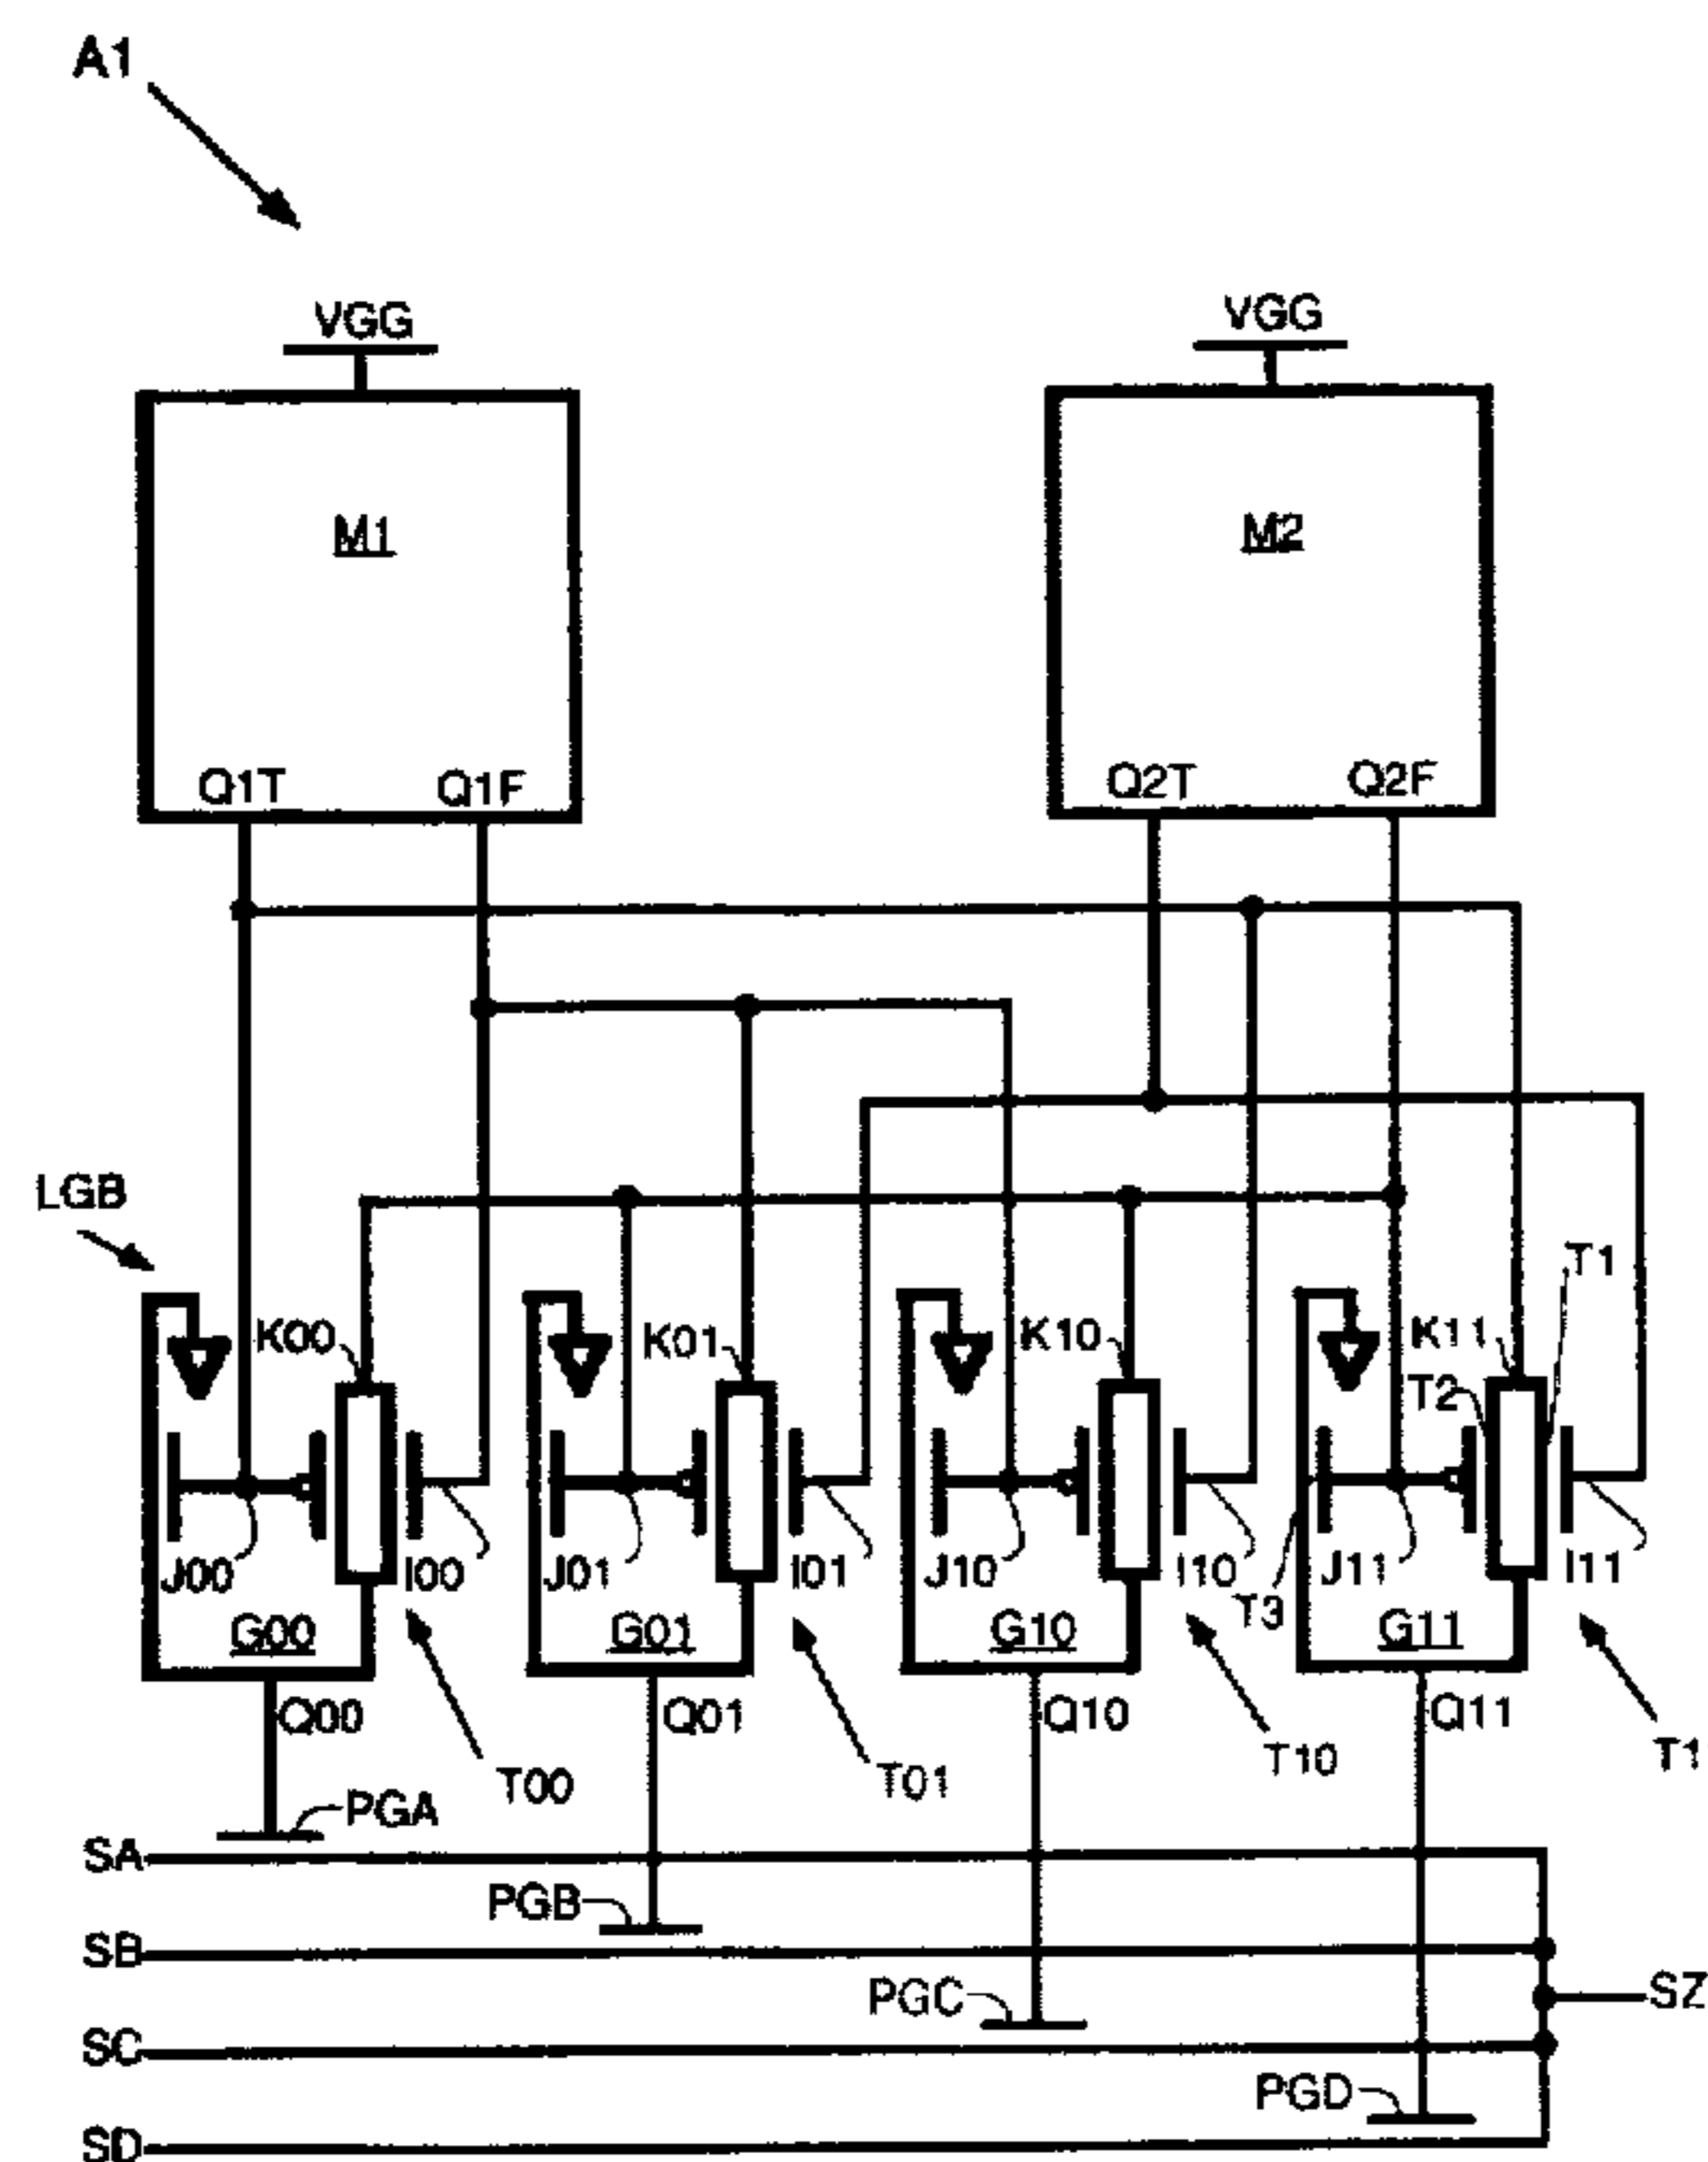 A1
VGG VGG
M1 M2
Q1T Q1F Q2T Q2F
LGB
T1
K00 K01 K10 K11
T2
J00 I00 J01 I01 J10 I10 J11 I11
T3
G00 G01 G10 G11
Q00 Q01 Q10 Q11
T00 T01 T10 T1
PGA
SA
PGB
SB
PGC SZ
SC
PGD
SD